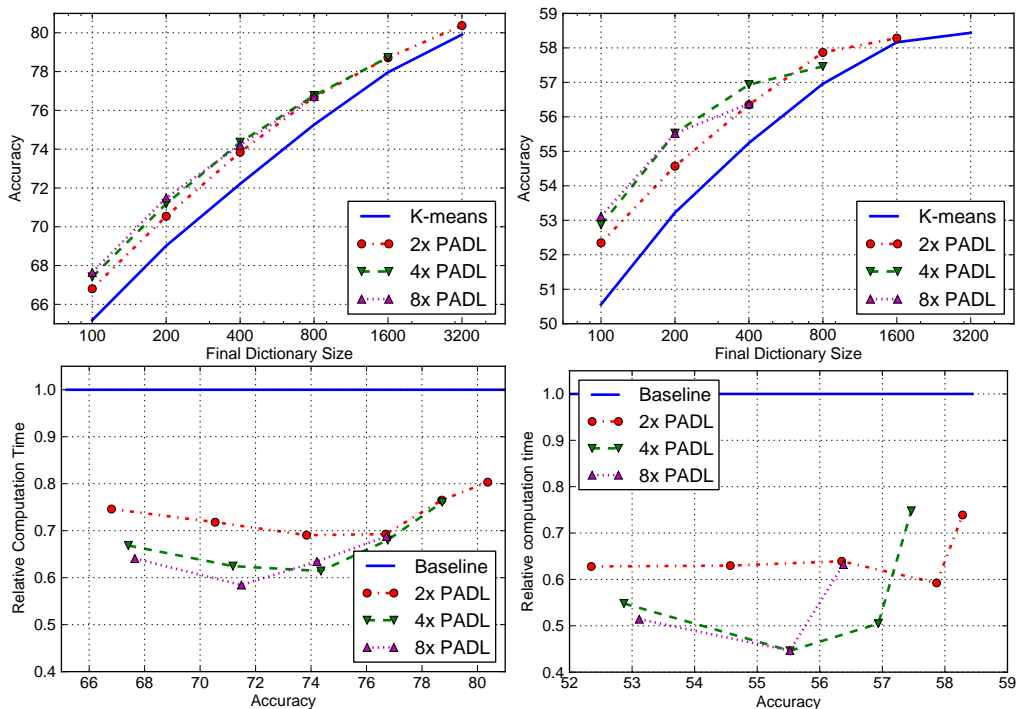 80
78
76
74
72
70
68
66
Accuracy
100 200 400 800 1600 3200
Final Dictionary Size
K-means
2x PADL
4x PADL
8x PADL
59
58
57
56
55
54
53
52
51
50
Accuracy
100 200 400 800 1600 3200
Final Dictionary Size
K-means
2x PADL
4x PADL
8x PADL
1.0
0.9
0.8
0.7
0.6
0.5
0.4
Relative Computation Time
66 68 70 72 74 76 78 80
Accuracy
Baseline
2x PADL
4x PADL
8x PADL
1.0
0.9
0.8
0.7
0.6
0.5
0.4
Relative computation time
52 53 54 55 56 57 58 59
Accuracy
Baseline
2x PADL
4x PADL
8x PADL